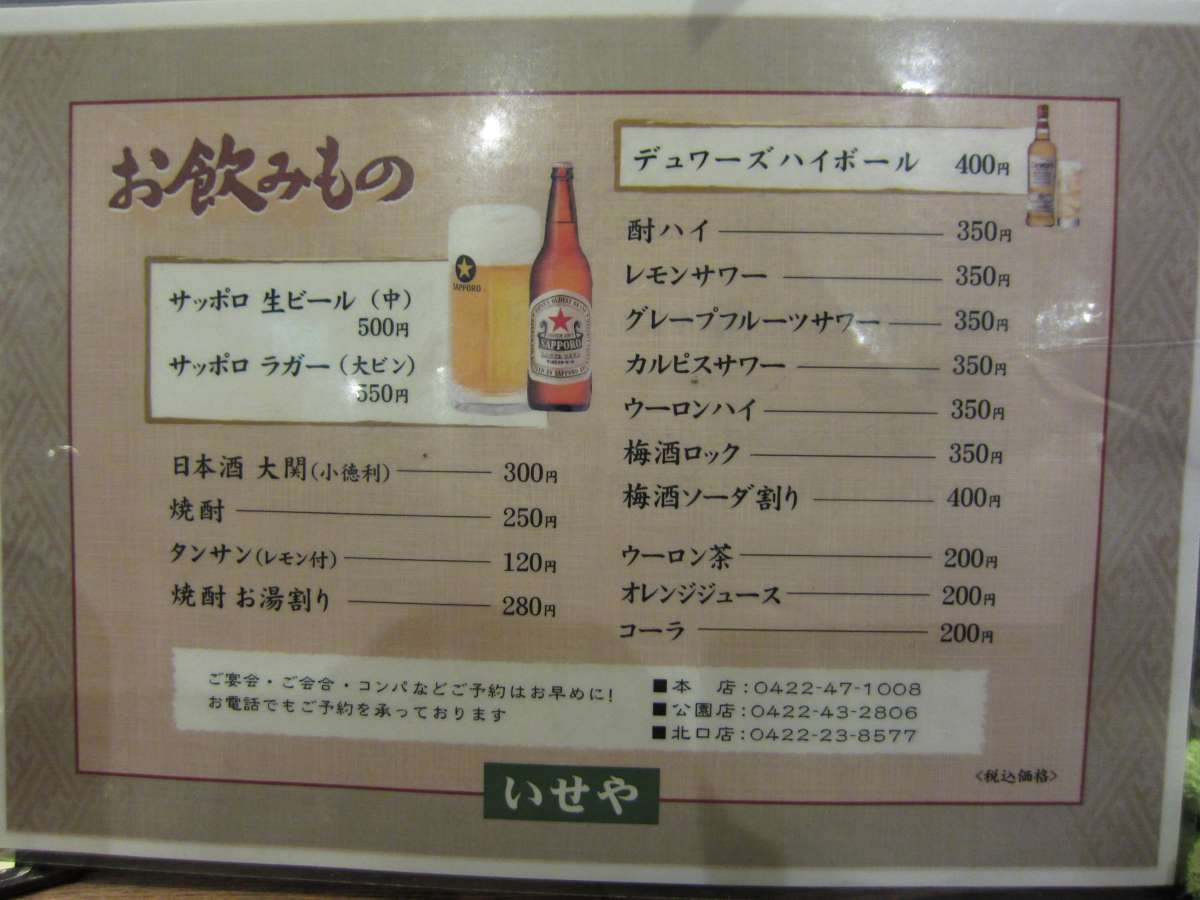 お飲みもの
サッポロ 生ビール（中）
500円
サッポロ ラガー（大ビン）
550円
SAPPORO
SAPPORO
日本酒 大関(小徳利) 300円
焼酎 250円
タンサン(レモン付) 120円
焼酎 お湯割り 280円
デュワーズ ハイボール 400円
酎ハイ 350円
レモンサワー 350円
グレープフルーツサワー 350円
カルピスサワー 350円
ウーロンハイ 350円
梅酒ロック 350円
梅酒ソーダ割り 400円
ウーロン茶 200円
オレンジジュース 200円
コーラ 200円
ご宴会・ご会合・コンパなどご予約はお早めに!
お電話でもご予約を承っております
■本　店:0422-47-1008
■公園店:0422-43-2806
■北口店:0422-23-8577
<税込価格>
いせや